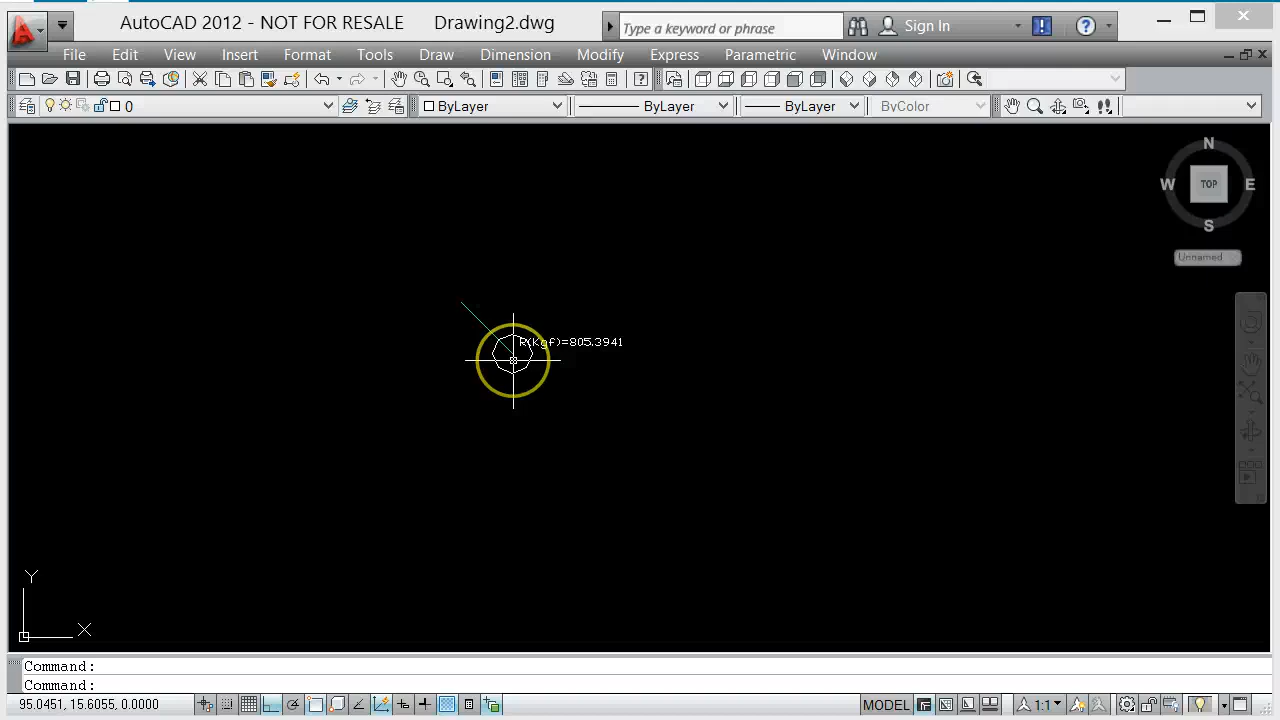 AutoCAD 2012 - NOT FOR RESALE Drawing2.dwg Type a keyword or phrase Sign In
File Edit View Insert Format Tools Draw Dimension Modify Express Parametric Window
0 ByLayer ByLayer ByLayer ByColor
N
W TOP E
S
Unnamed
R(Kgf)=805.3941
Y
X
Command:
Command:
95.0451, 15.6055, 0.0000 MODEL 1:1